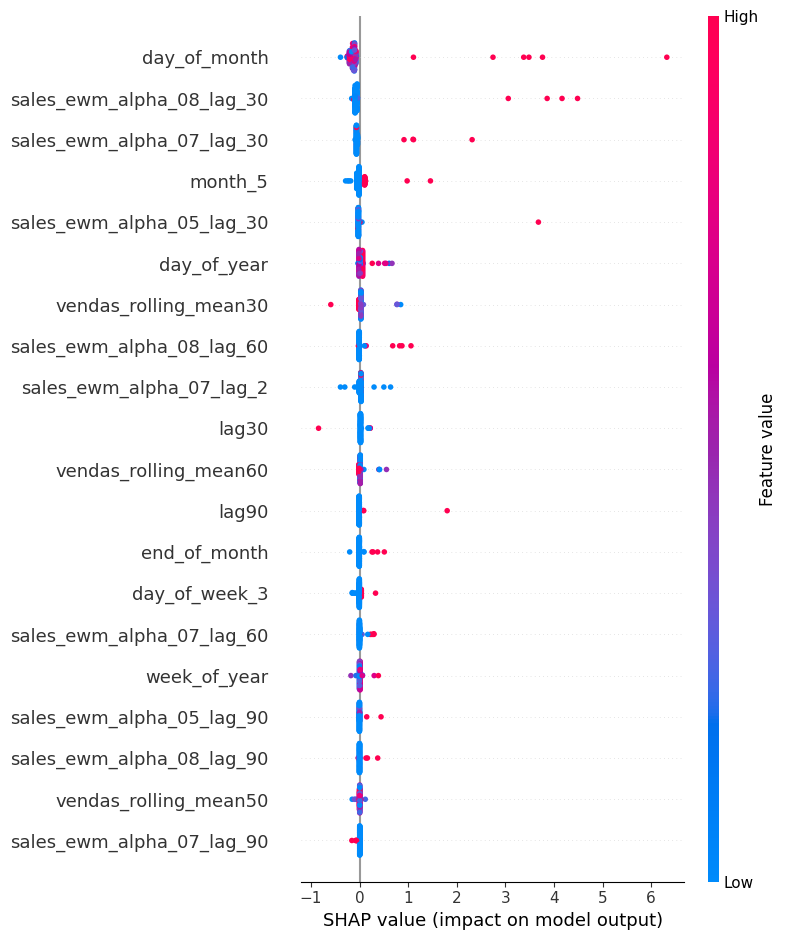 High
day_of_month
sales_ewm_alpha_08_lag_30
sales_ewm_alpha_07_lag_30
month_5
sales_ewm_alpha_05_lag_30
day_of_year
vendas_rolling_mean30
sales_ewm_alpha_08_lag_60
sales_ewm_alpha_07_lag_2
lag30
vendas_rolling_mean60
lag90
end_of_month
day_of_week_3
sales_ewm_alpha_07_lag_60
week_of_year
sales_ewm_alpha_05_lag_90
sales_ewm_alpha_08_lag_90
vendas_rolling_mean50
sales_ewm_alpha_07_lag_90
Feature value
Low
−1 0 1 2 3 4 5 6
SHAP value (impact on model output)